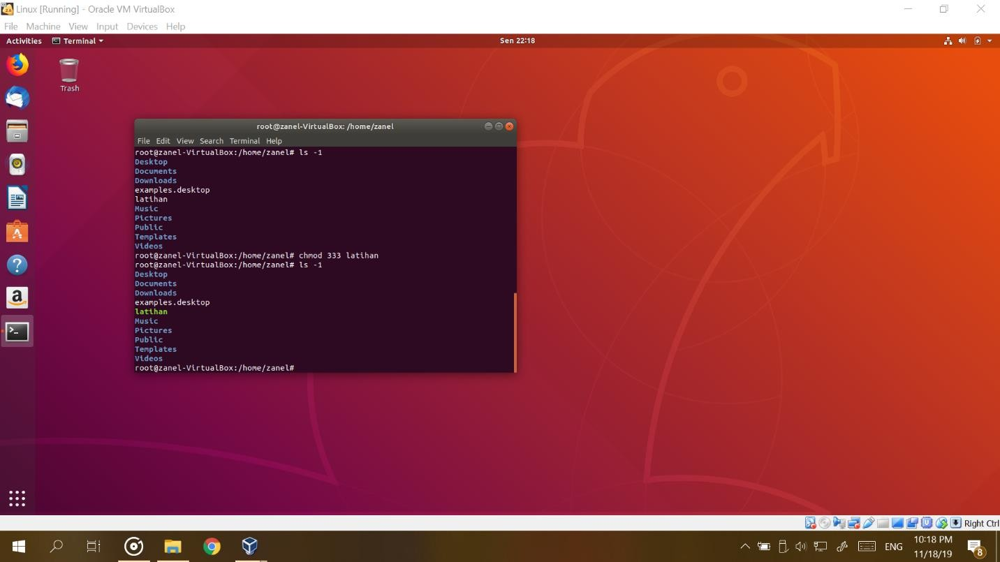 Linux [Running] - Oracle VM VirtualBox
File Machine View Input Devices Help
Activities Terminal Sen 22:18
Trash
root@zanel-VirtualBox: /home/zanel
File Edit View Search Terminal Help
root@zanel-VirtualBox:/home/zanel# ls -1
Desktop
Documents
Downloads
examples.desktop
latihan
Music
Pictures
Public
Templates
Videos
root@zanel-VirtualBox:/home/zanel# chmod 333 latihan
root@zanel-VirtualBox:/home/zanel# ls -1
Desktop
Documents
Downloads
examples.desktop
latihan
Music
Pictures
Public
Templates
Videos
root@zanel-VirtualBox:/home/zanel#
Right Ctrl
ENG
10:18 PM
11/18/19
8